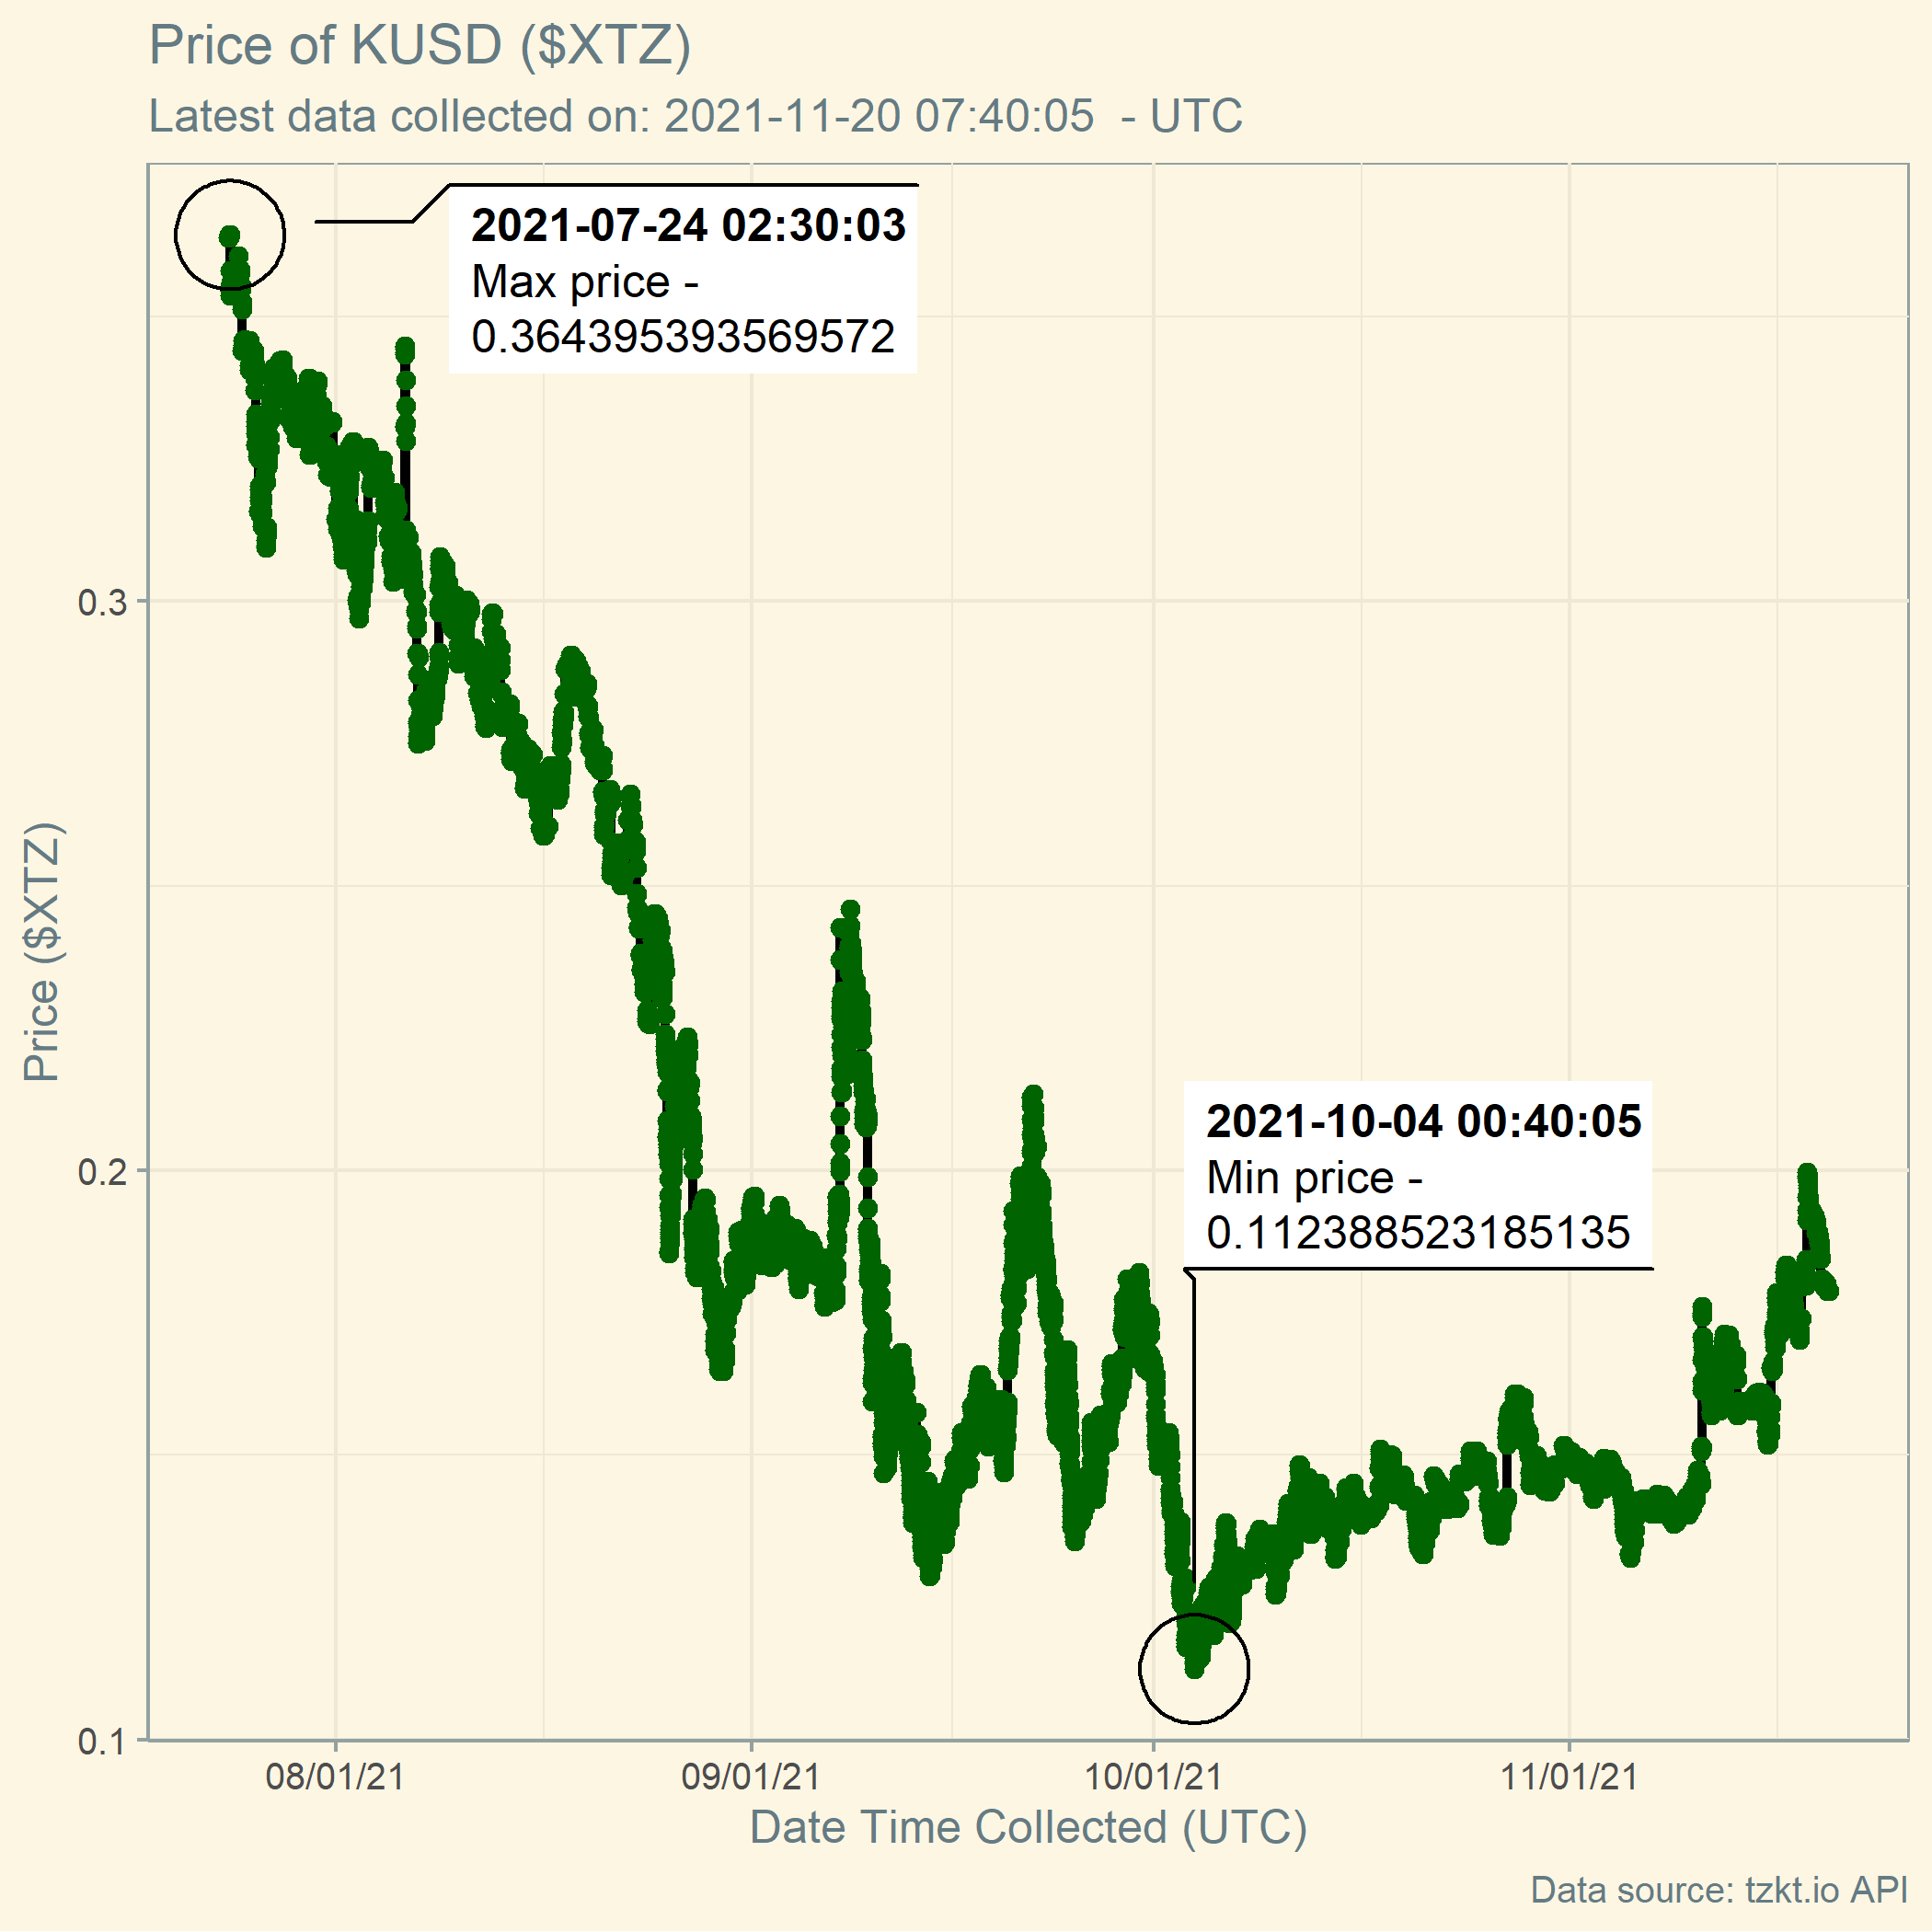 Price of KUSD ($XTZ)
Latest data collected on: 2021-11-20 07:40:05  - UTC
2021-07-24 02:30:03
Max price -
0.364395393569572
0.3
0.2
0.1
Price ($XTZ)
2021-10-04 00:40:05
Min price -
0.112388523185135
08/01/21
09/01/21
10/01/21
11/01/21
Date Time Collected (UTC)
Data source: tzkt.io API